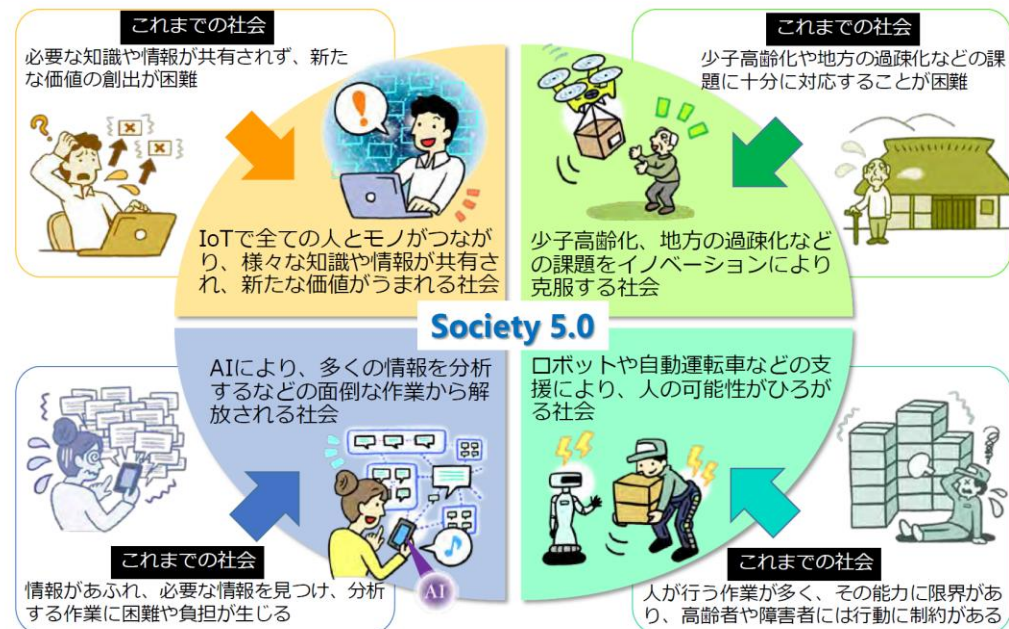 これまでの社会
必要な知識や情報が共有されず、新た
な価値の創出が困難
?
!
IoTで全ての人とモノがつなが
り、様々な知識や情報が共有さ
れ、新たな価値がうまれる社会
これまでの社会
少子高齢化や地方の過疎化などの課
題に十分に対応することが困難
少子高齢化、地方の過疎化など
の課題をイノベーションにより
克服する社会
Society 5.0
AIにより、多くの情報を分析
するなどの面倒な作業から解
放される社会
AI
これまでの社会
情報があふれ、必要な情報を見つけ、分析
する作業に困難や負担が生じる
ロボットや自動運転車などの支
援により、人の可能性がひろが
る社会
これまでの社会
人が行う作業が多く、その能力に限界があ
り、高齢者や障害者には行動に制約がある